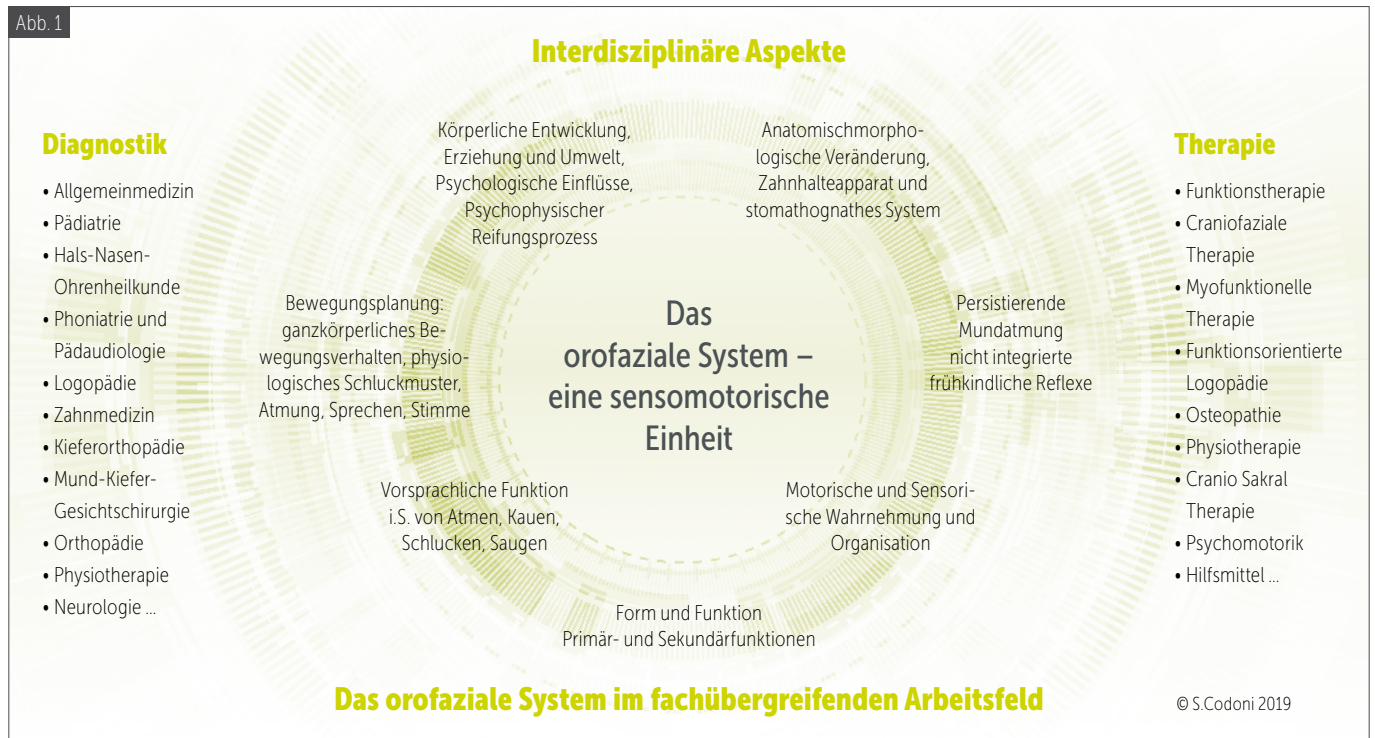 Abb. 1
Interdisziplinäre Aspekte
Diagnostik
• Allgemeinmedizin
• Pädiatrie
• Hals-Nasen-
Ohrenheilkunde
• Phoniatrie und
Pädaudiologie
• Logopädie
• Zahnmedizin
• Kieferorthopädie
• Mund-Kiefer-
Gesichtschirurgie
• Orthopädie
• Physiotherapie
• Neurologie ...
Körperliche Entwicklung,
Erziehung und Umwelt,
Psychologische Einflüsse,
Psychophysischer
Reifungsprozess
Anatomischmorpho-
logische Veränderung,
Zahnhalteapparat und
stomathognathes System
Bewegungsplanung:
ganzkörperliches Be-
wegungsverhalten, physio-
logisches Schluckmuster,
Atmung, Sprechen, Stimme
Das
orofaziale System –
eine sensomotorische
Einheit
Persistierende
Mundatmung
nicht integrierte
frühkindliche Reflexe
Vorsprachliche Funktion
i.S. von Atmen, Kauen,
Schlucken, Saugen
Motorische und Sensori-
sche Wahrnehmung und
Organisation
Form und Funktion
Primär- und Sekundärfunktionen
Therapie
• Funktionstherapie
• Craniofaziale
Therapie
• Myofunktionelle
Therapie
• Funktionsorientierte
Logopädie
• Osteopathie
• Physiotherapie
• Cranio Sakral
Therapie
• Psychomotorik
• Hilfsmittel ...
Das orofaziale System im fachübergreifenden Arbeitsfeld
© S.Codoni 2019